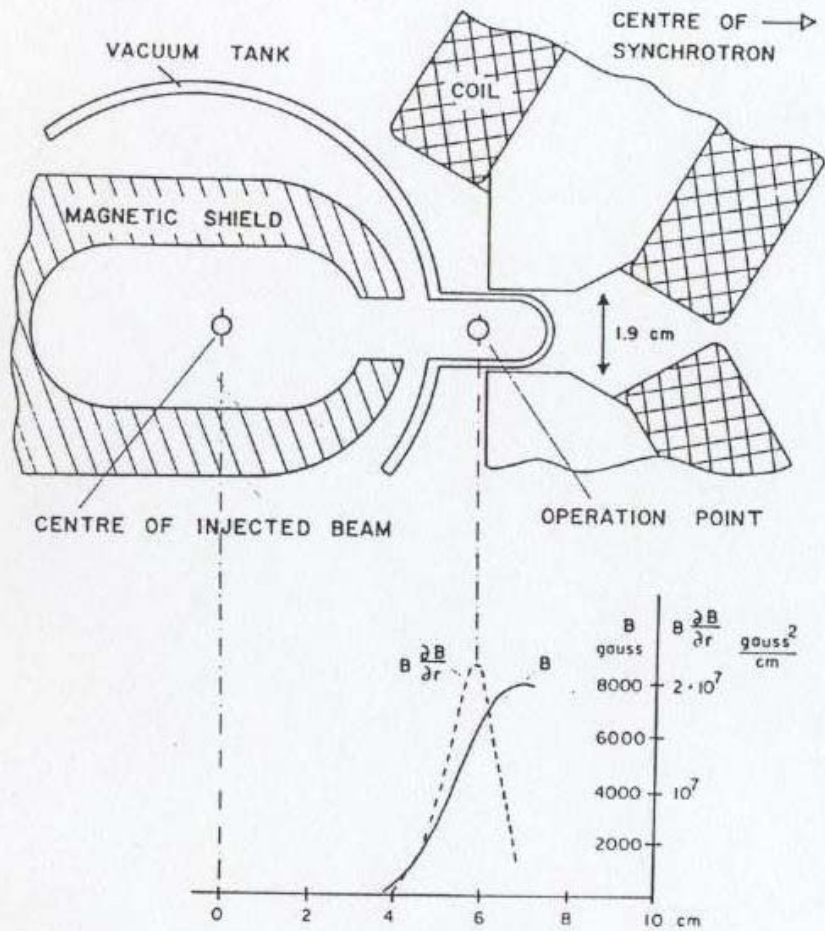 CENTRE OF
SYNCHROTRON
VACUUM TANK
COIL
MAGNETIC SHIELD
1.9 cm
CENTRE OF INJECTED BEAM
OPERATION POINT
B
gauss
B ∂B/∂r gauss²/cm
B ∂B/∂r
B
8000
2·10⁷
6000
4000
10⁷
2000
0 2 4 6 8 10 cm